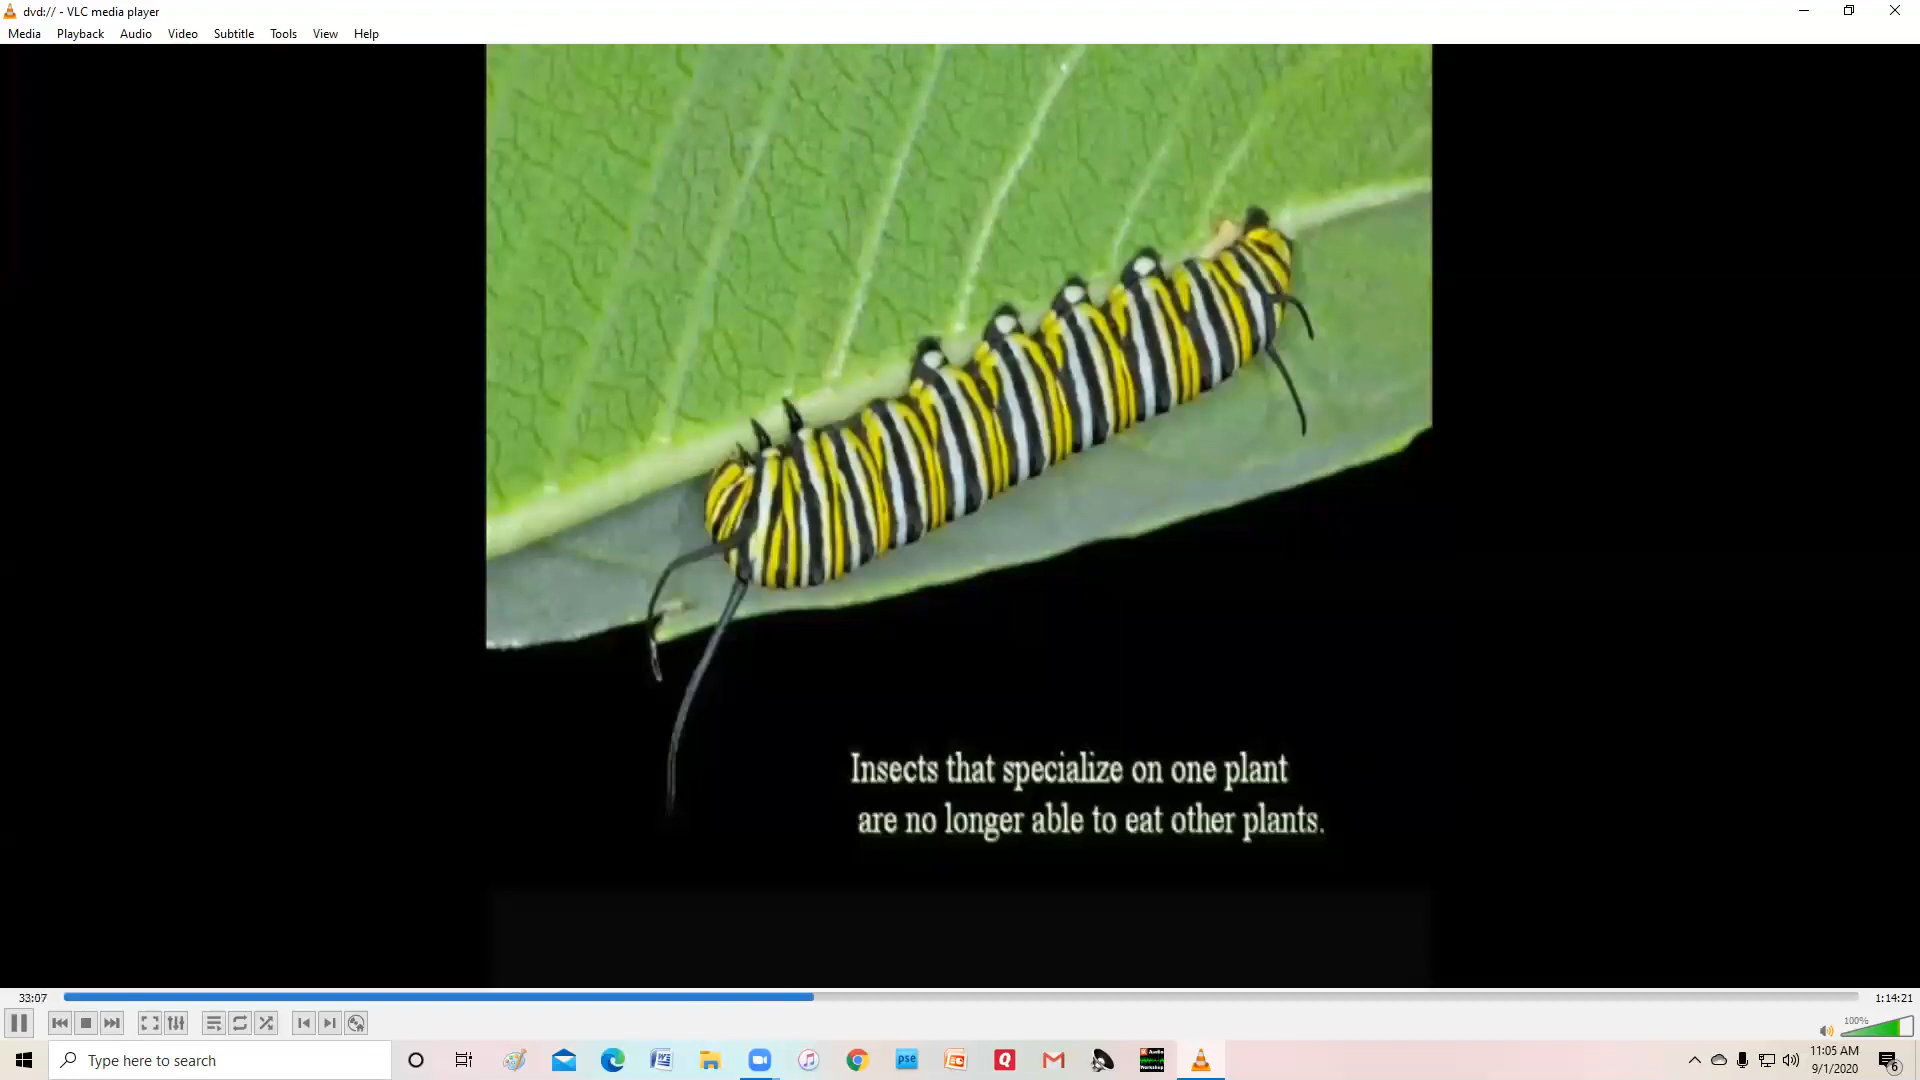 dvd:// - VLC media player
Media Playback Audio Video Subtitle Tools View Help
Insects that specialize on one plant
are no longer able to eat other plants.
33:07
1:14:21
100%
Type here to search
pse
Q
11:05 AM
9/1/2020
6